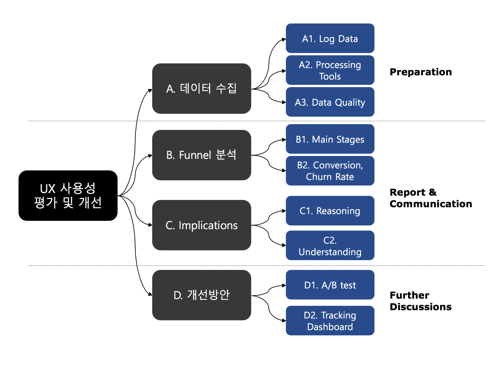 A1. Log Data
A2. Processing
Tools
A3. Data Quality
A. 데이터 수집
Preparation
B1. Main Stages
B2. Conversion,
Churn Rate
B. Funnel 분석
UX 사용성
평가 및 개선
Report &
Communication
C1. Reasoning
C2.
Understanding
C. Implications
D1. A/B test
D2. Tracking
Dashboard
D. 개선방안
Further
Discussions